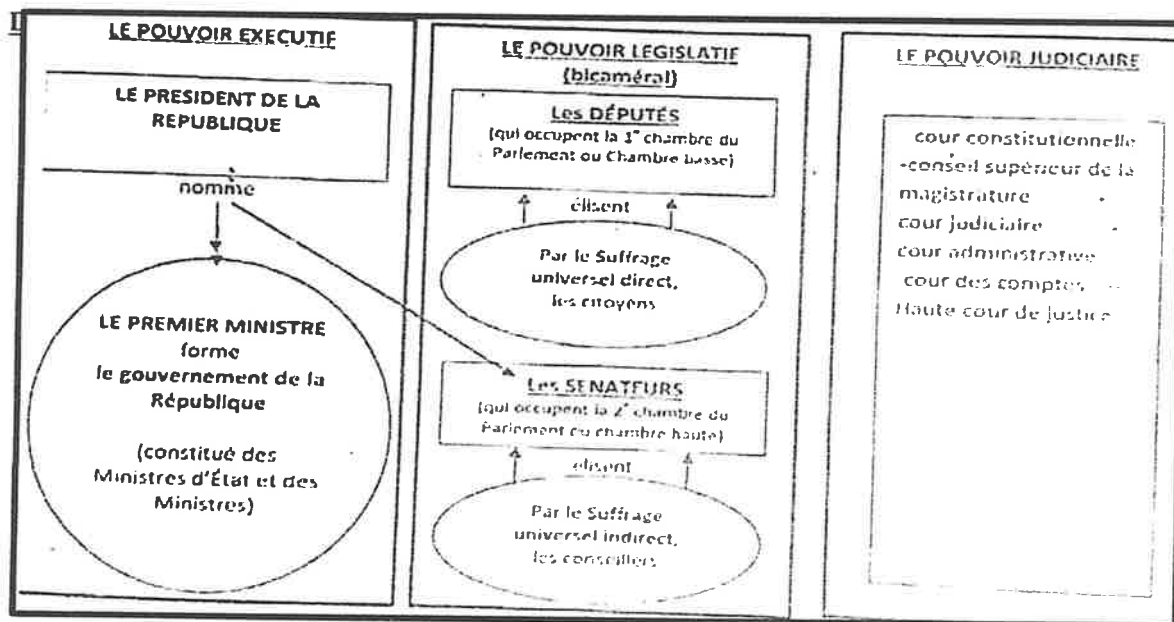 LE POUVOIR EXECUTIF
LE PRESIDENT DE LA
REPUBLIQUE
nomme
LE PREMIER MINISTRE
forme
le gouvernement de la
République
(constitué des
Ministres d'État et des
Ministres)
LE POUVOIR LEGISLATIF
(bicaméral)
Les DÉPUTÉS
(qui occupent la 1e chambre du
Parlement ou Chambre basse)
élisent
Par le Suffrage
universel direct,
les citoyens
Les SENATEURS
(qui occupent la 2e chambre du
Parlement ou chambre haute)
elisent
Par le Suffrage
universel indirect,
les conseillers
LE POUVOIR JUDICIAIRE
cour constitutionnelle
-conseil supérieur de la
magistrature
cour judiciaire
cour administrative
cour des comptes
Haute cour de justice